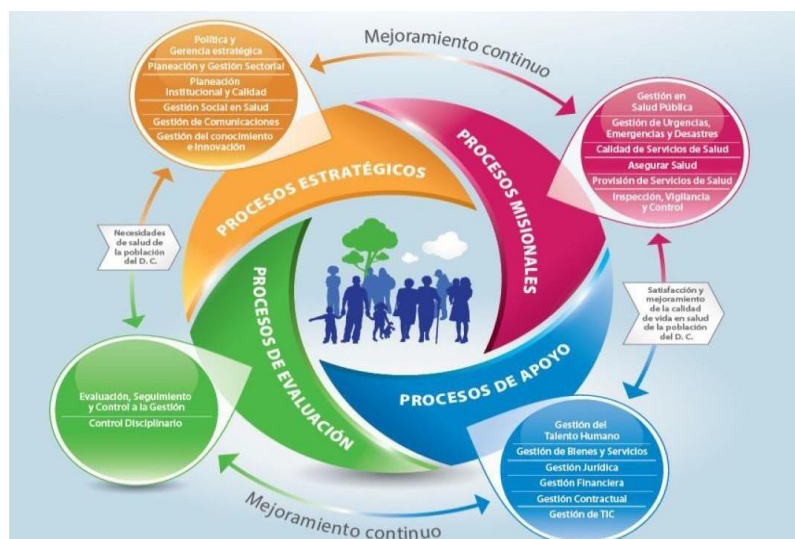 Mejoramiento continuo
Política y
Gerencia estratégica
Planeación y Gestión Sectorial
Planeación
Institucional y Calidad
Gestión Social en Salud
Gestión de Comunicaciones
Gestión del conocimiento
e Innovación
PROCESOS ESTRATÉGICOS
Gestión en
Salud Pública
Gestión de Urgencias,
Emergencias y Desastres
Calidad de Servicios de Salud
Asegurar Salud
Provisión de Servicios de Salud
Inspección, Vigilancia
y Control
PROCESOS MISIONALES
Necesidades
de salud de
la población
del D. C.
Satisfacción y
mejoramiento
de la calidad
de vida en salud
de la población
del D. C.
PROCESOS DE EVALUACIÓN
Evaluación, Seguimiento
y Control a la Gestión
Control Disciplinario
PROCESOS DE APOYO
Gestión del
Talento Humano
Gestión de Bienes y Servicios
Gestión Jurídica
Gestión Financiera
Gestión Contractual
Gestión de TIC
Mejoramiento continuo